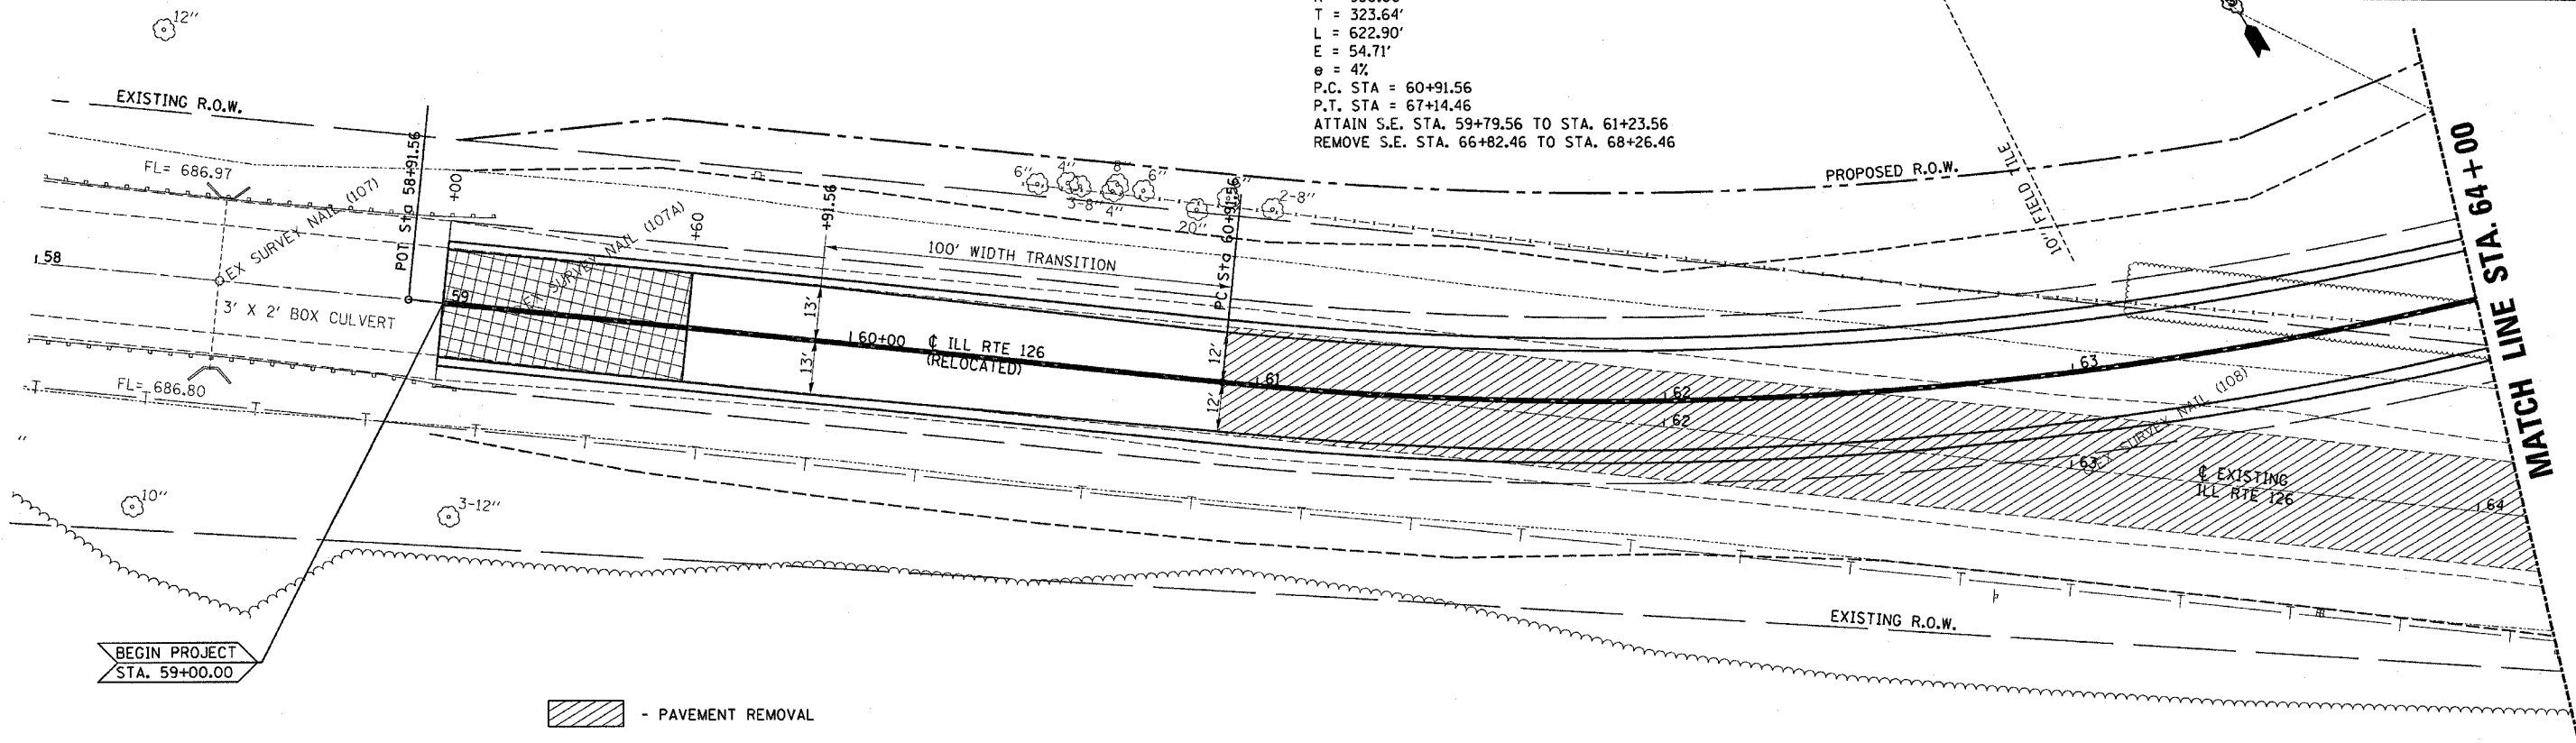 12"
T = 323.64'
L = 622.90'
E = 54.71'
e = 4%
P.C. STA = 60+91.56
P.T. STA = 67+14.46
ATTAIN S.E. STA. 59+79.56 TO STA. 61+23.56
REMOVE S.E. STA. 66+82.46 TO STA. 68+26.46
EXISTING R.O.W.
FL= 686.97
EX SURVEY NAIL (107)
POT Sta 58+91.56
+00
EX SURVEY NAIL (107A)
+60
+91.56
100' WIDTH TRANSITION
6"
4"
3-8"
8"
4"
6"
20"
2-8"
PC Sta 60+91.56
PROPOSED R.O.W.
10" FIELD TILE
MATCH LINE STA. 64+00
58
3' X 2' BOX CULVERT
59
13'
13'
60+00
℄ ILL RTE 126
(RELOCATED)
12'
12'
61
62
62
63
63
SURVEY NAIL (108)
℄ EXISTING
ILL RTE 126
64
FL= 686.80
10"
3-12"
EXISTING R.O.W.
BEGIN PROJECT
STA. 59+00.00
- PAVEMENT REMOVAL